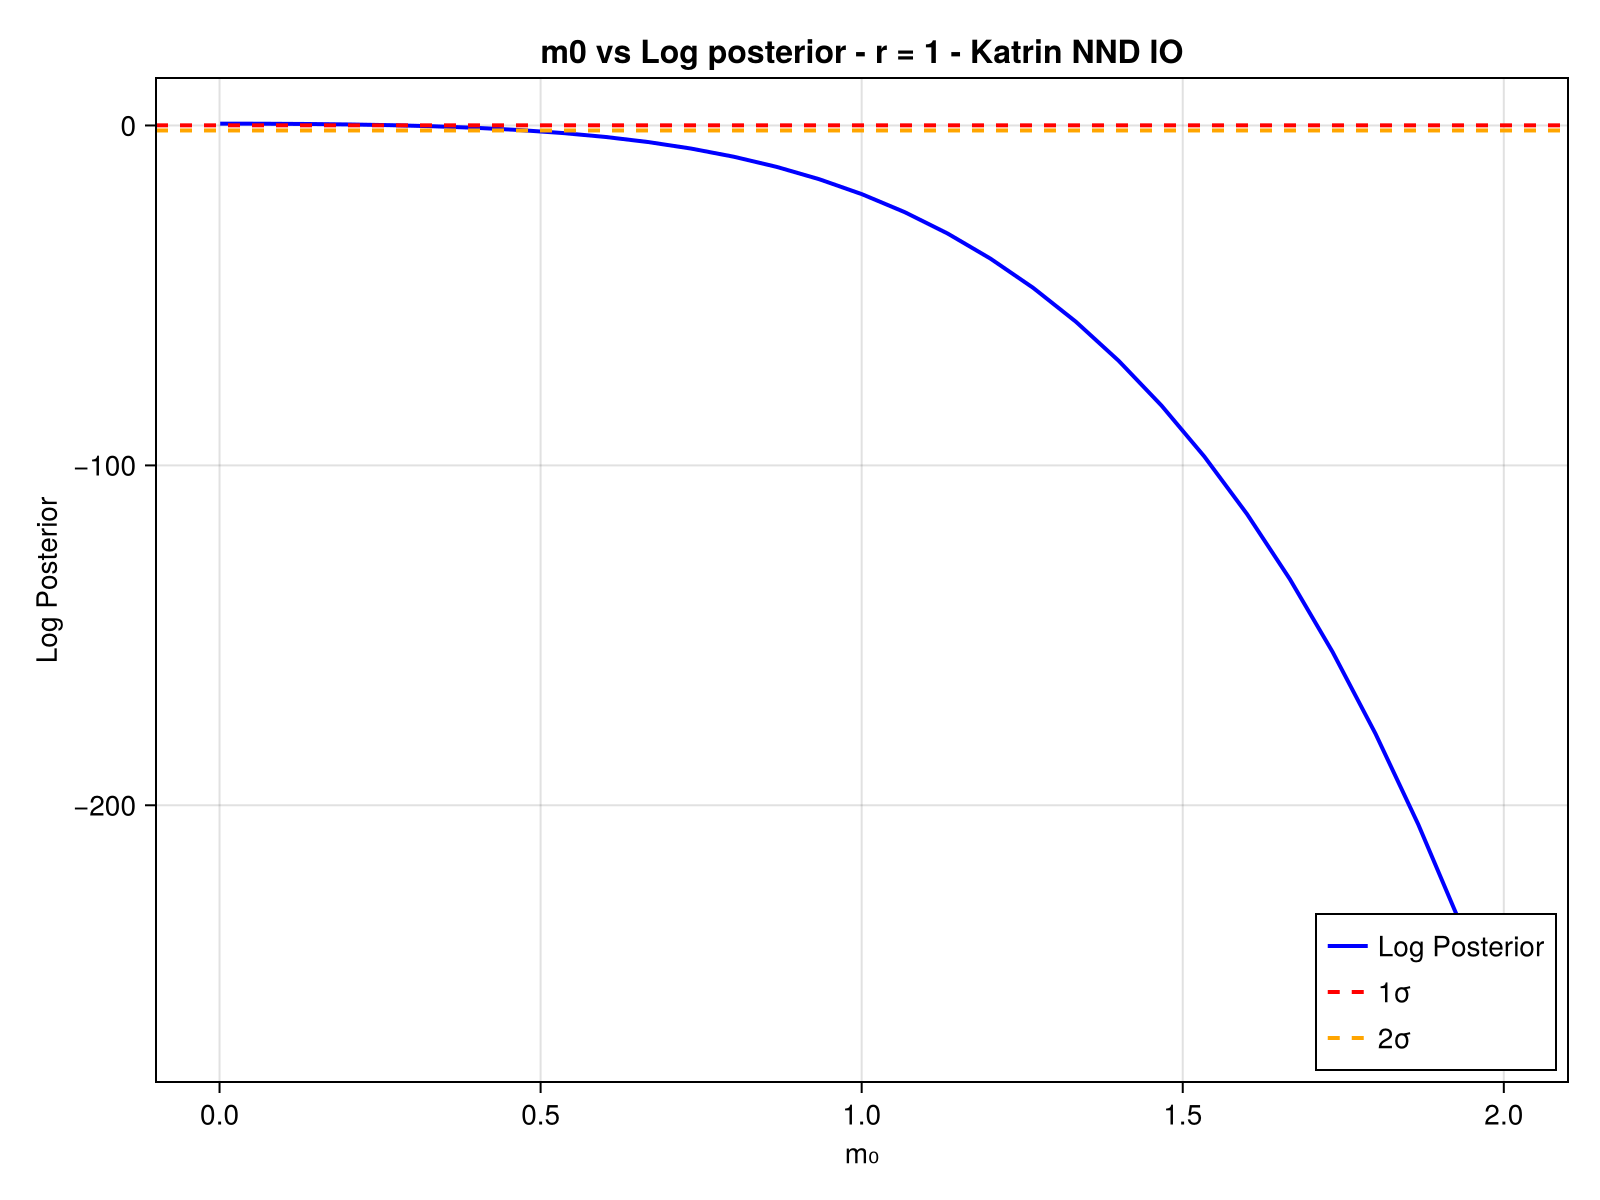 m0 vs Log posterior - r = 1 - Katrin NND IO
Log Posterior
0
−100
−200
0.0
0.5
1.0
1.5
2.0
m₀
Log Posterior
1σ
2σ